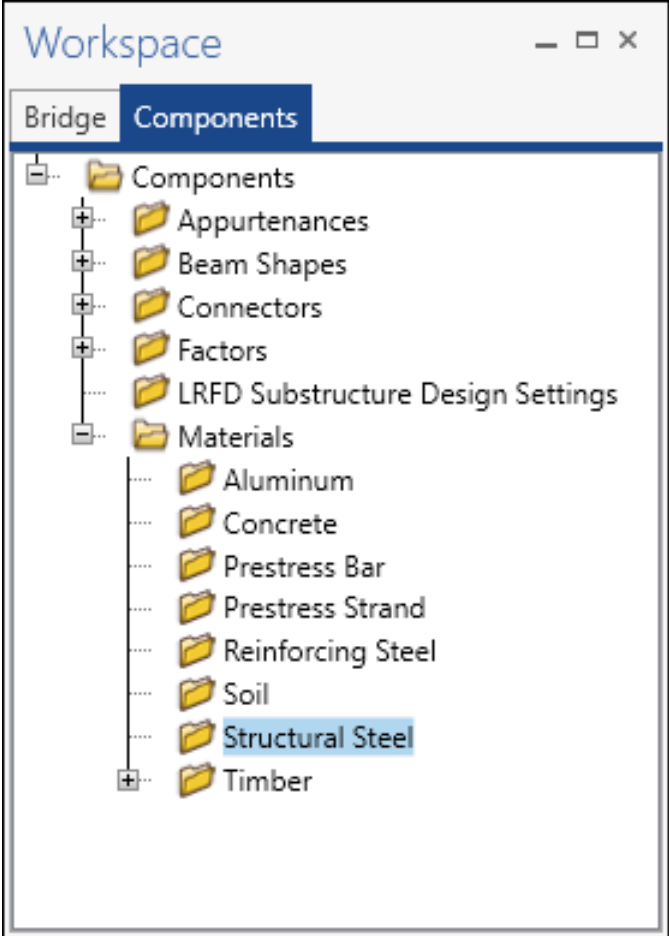 Workspace
Bridge Components
Components
Appurtenances
Beam Shapes
Connectors
Factors
LRFD Substructure Design Settings
Materials
Aluminum
Concrete
Prestress Bar
Prestress Strand
Reinforcing Steel
Soil
Structural Steel
Timber